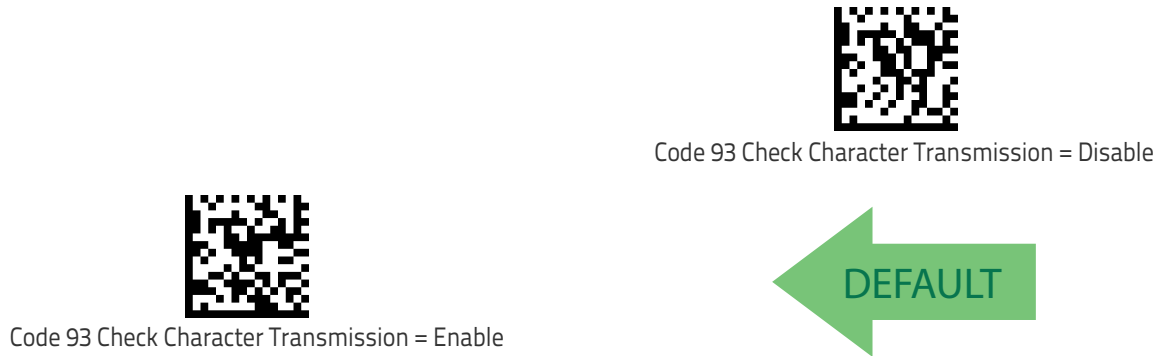 Code 93 Check Character Transmission = Disable
DEFAULT
Code 93 Check Character Transmission = Enable